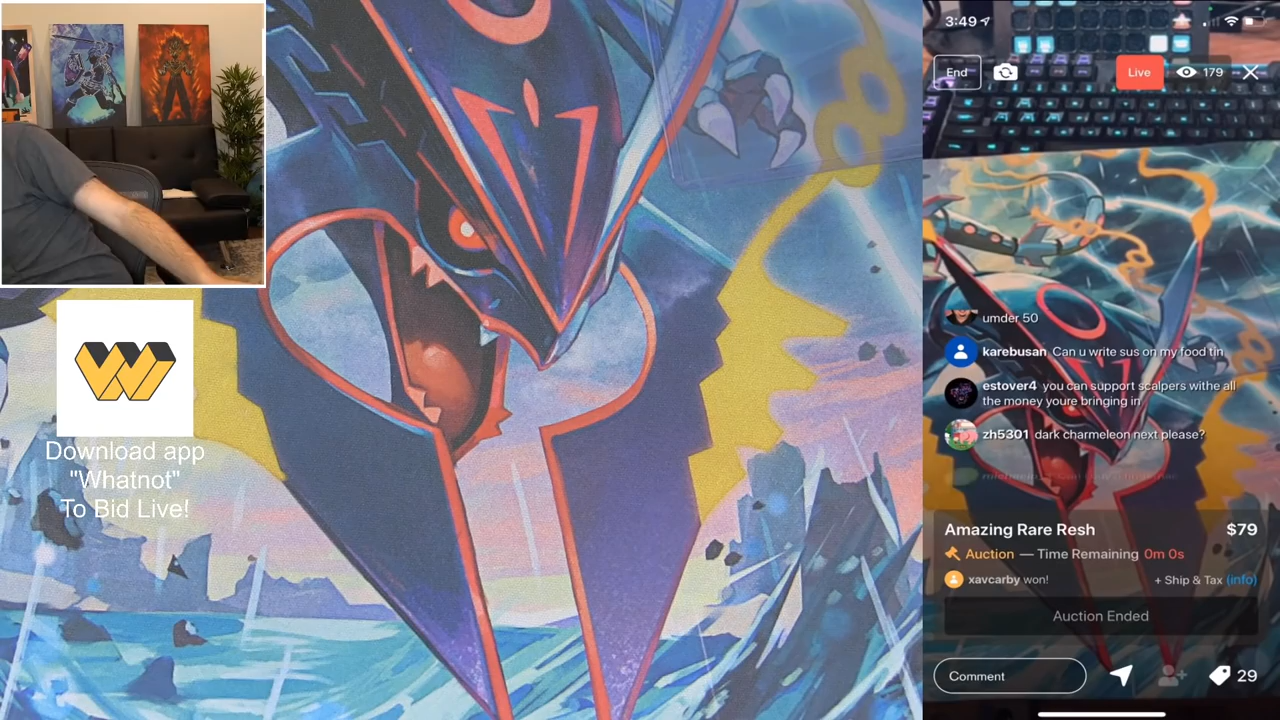 Download app
"Whatnot"
To Bid Live!
3:49
End
Live
179
umder 50
karebusan Can u write sus on my food tin
estover4 you can support scalpers withe all
the money youre bringing in
zh5301 dark charmeleon next please?
Amazing Rare Resh $79
Auction — Time Remaining 0m 0s
xavcarby won! + Ship & Tax (info)
Auction Ended
Comment
29